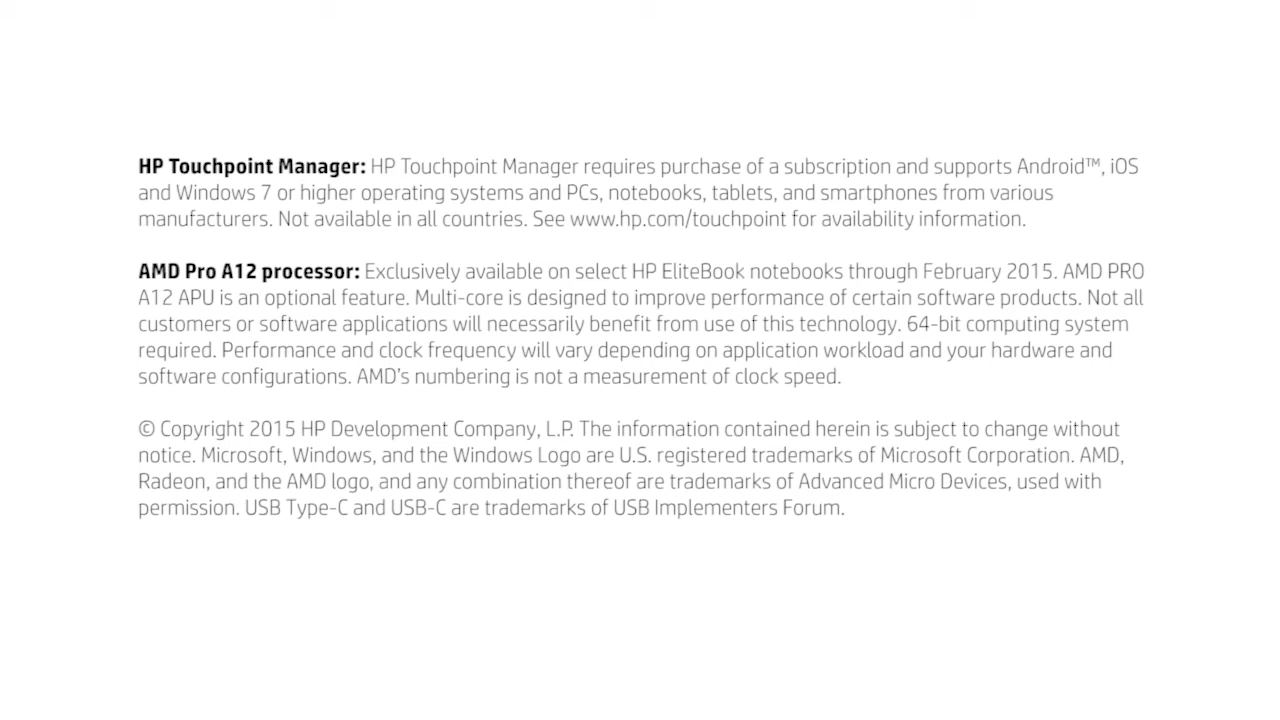 HP Touchpoint Manager: HP Touchpoint Manager requires purchase of a subscription and supports Android™, iOS
and Windows 7 or higher operating systems and PCs, notebooks, tablets, and smartphones from various
manufacturers. Not available in all countries. See www.hp.com/touchpoint for availability information.
AMD Pro A12 processor: Exclusively available on select HP EliteBook notebooks through February 2015. AMD PRO
A12 APU is an optional feature. Multi-core is designed to improve performance of certain software products. Not all
customers or software applications will necessarily benefit from use of this technology. 64-bit computing system
required. Performance and clock frequency will vary depending on application workload and your hardware and
software configurations. AMD's numbering is not a measurement of clock speed.
© Copyright 2015 HP Development Company, L.P. The information contained herein is subject to change without
notice. Microsoft, Windows, and the Windows Logo are U.S. registered trademarks of Microsoft Corporation. AMD,
Radeon, and the AMD logo, and any combination thereof are trademarks of Advanced Micro Devices, used with
permission. USB Type-C and USB-C are trademarks of USB Implementers Forum.